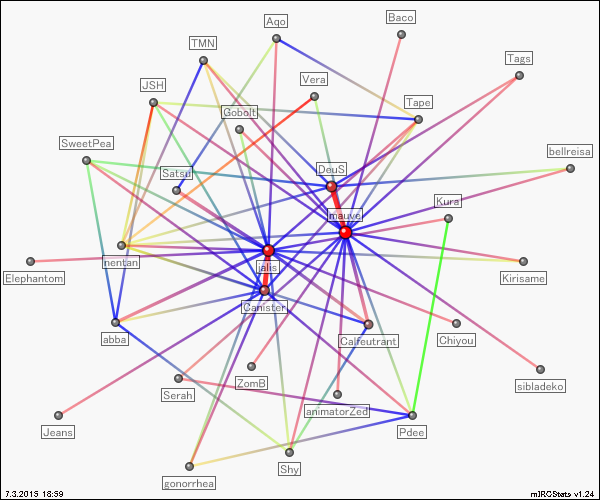 Aqo
Baco
TMN
Tags
Vera
JSH
Tape
Gobolt
SweetPea
bellreisa
DeuS
Satsui
Kura
mauve
nentan
jalis
Elephantom
Kirisame
Canister
abba
Calfeutrant
Chiyou
ZomB
sibladeko
Serah
animatorZed
Jeans
Pdee
Shy
gonorrhea
7.3.2015 18:59
mIRCStats v1.24